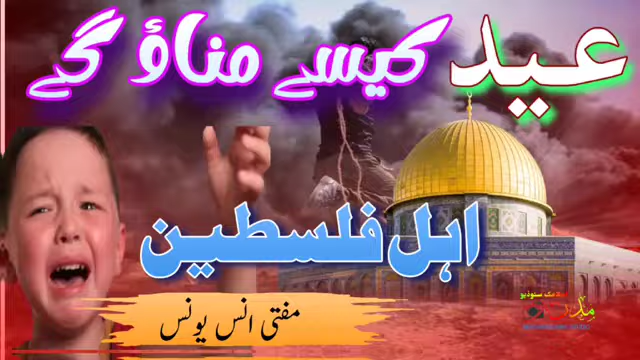 عید کیسے مناؤ گے
اہل فلسطین
مفتی انس یونس